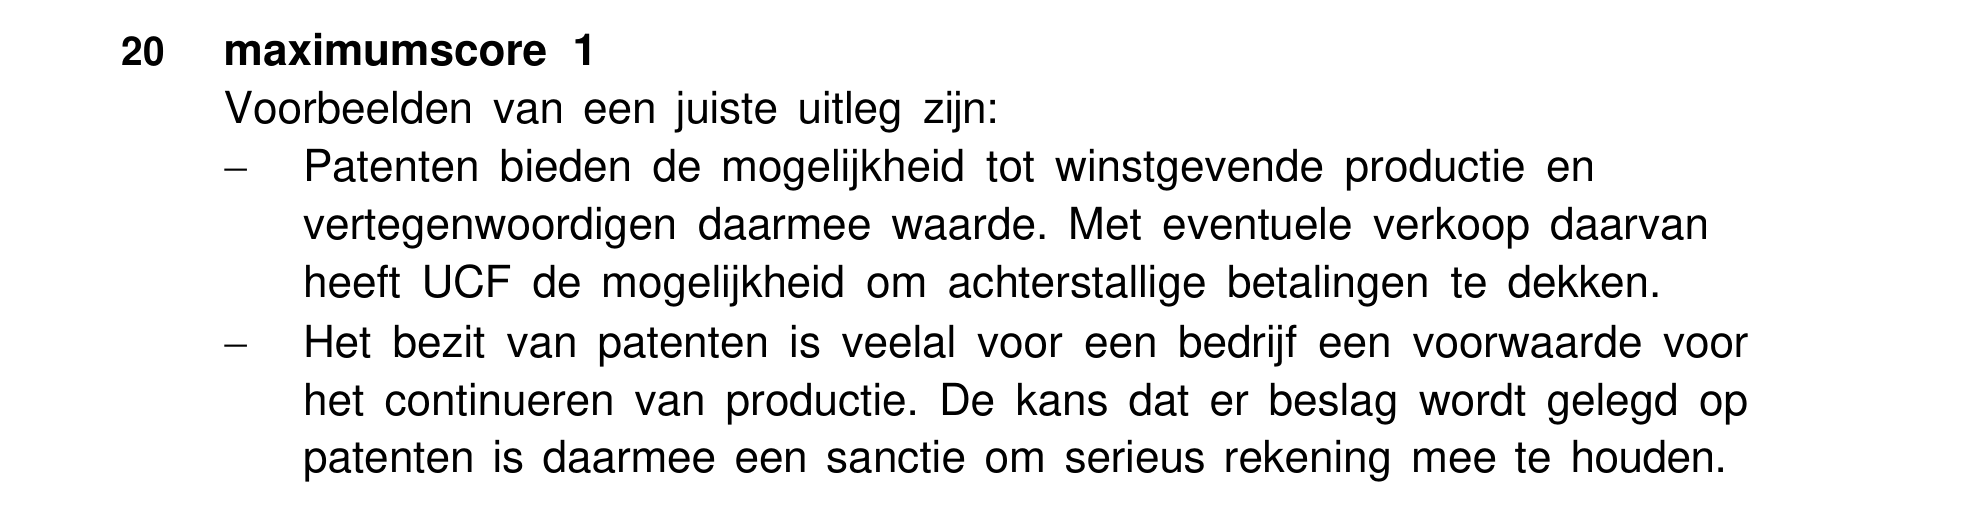 20 maximumscore 1
Voorbeelden van een juiste uitleg zijn:
– Patenten bieden de mogelijkheid tot winstgevende productie en
vertegenwoordigen daarmee waarde. Met eventuele verkoop daarvan
heeft UCF de mogelijkheid om achterstallige betalingen te dekken.
– Het bezit van patenten is veelal voor een bedrijf een voorwaarde voor
het continueren van productie. De kans dat er beslag wordt gelegd op
patenten is daarmee een sanctie om serieus rekening mee te houden.